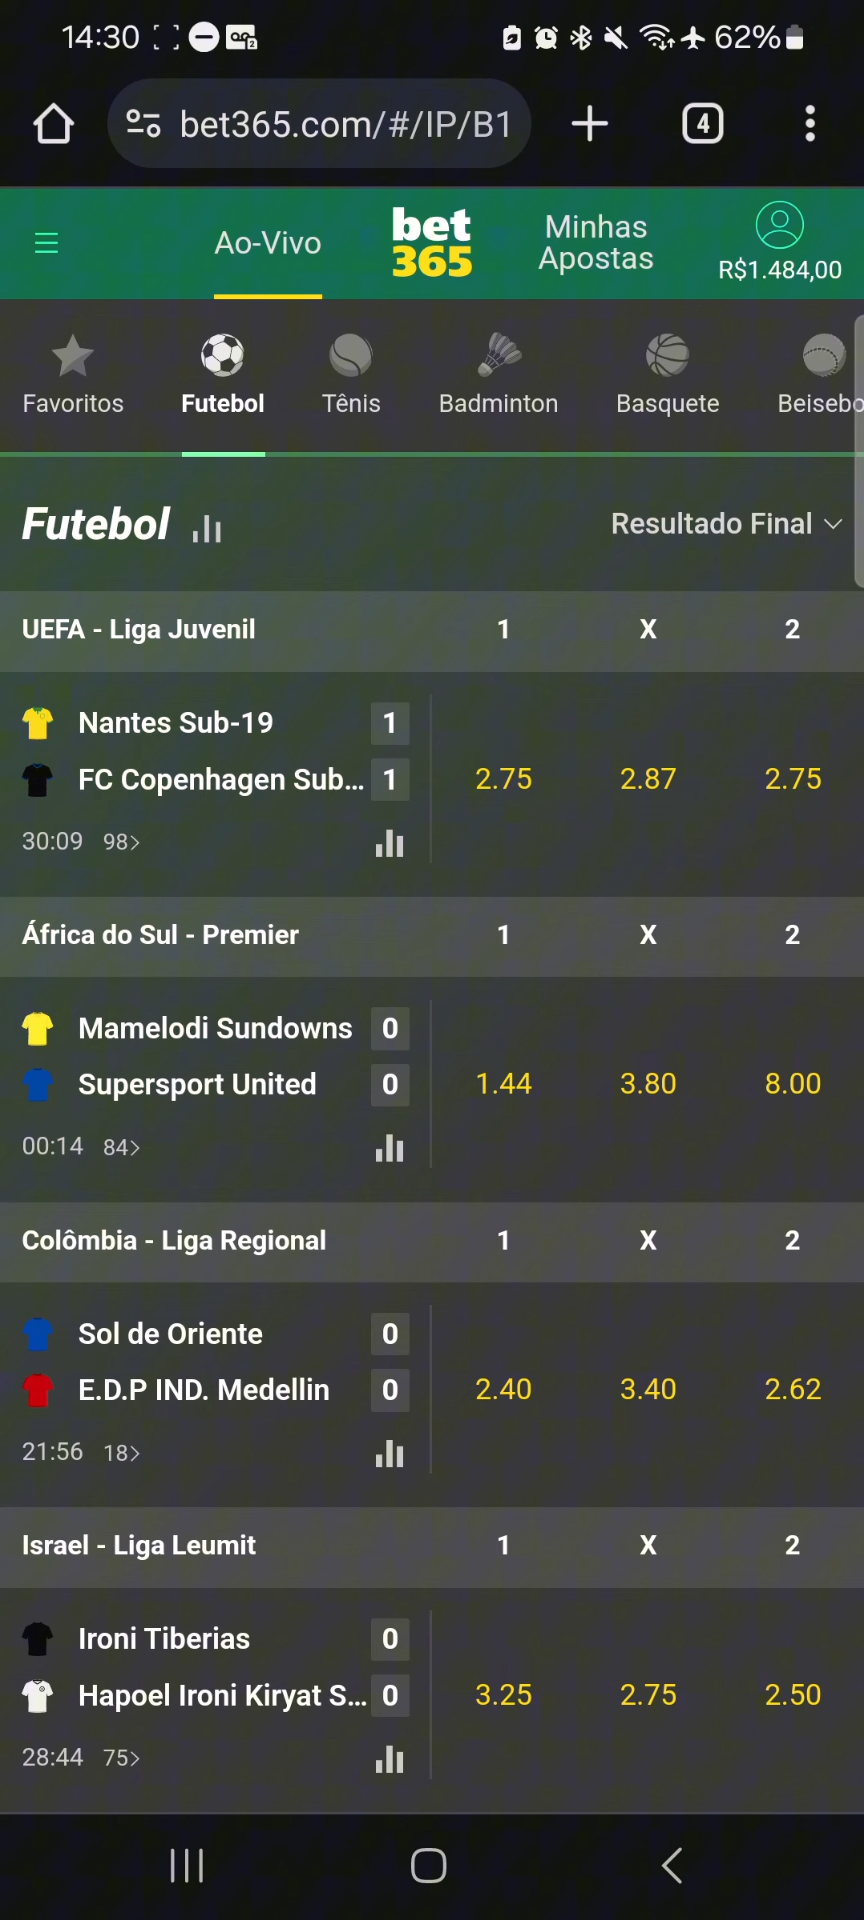 14:30 62%
bet365.com/#/IP/B1
4
Ao-Vivo
bet
365
Minhas
Apostas
R$1.484,00
Favoritos Futebol Tênis Badminton Basquete Beisebo
Futebol Resultado Final
UEFA - Liga Juvenil 1 X 2
Nantes Sub-19 1
FC Copenhagen Sub... 1
2.75 2.87 2.75
30:09 98>
África do Sul - Premier 1 X 2
Mamelodi Sundowns 0
Supersport United 0
1.44 3.80 8.00
00:14 84>
Colômbia - Liga Regional 1 X 2
Sol de Oriente 0
E.D.P IND. Medellin 0
2.40 3.40 2.62
21:56 18>
Israel - Liga Leumit 1 X 2
Ironi Tiberias 0
Hapoel Ironi Kiryat S... 0
3.25 2.75 2.50
28:44 75>